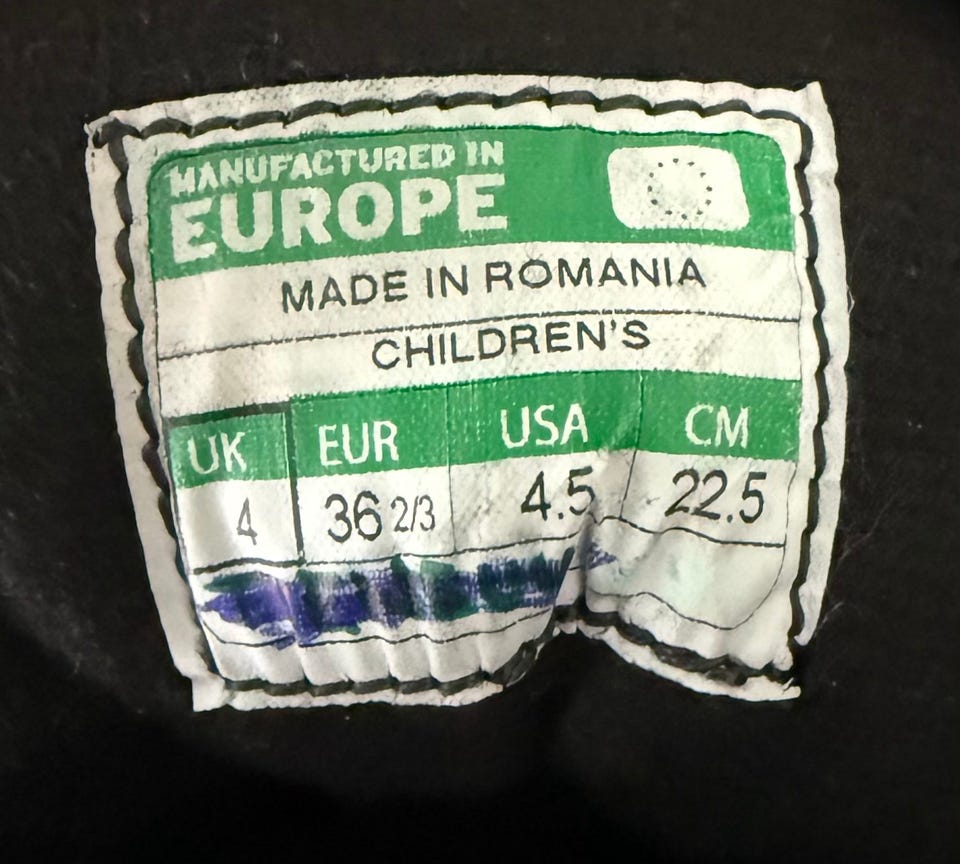 MANUFACTURED IN
EUROPE
MADE IN ROMANIA
CHILDREN'S
UK EUR USA CM
4 36 2/3 4.5 22.5